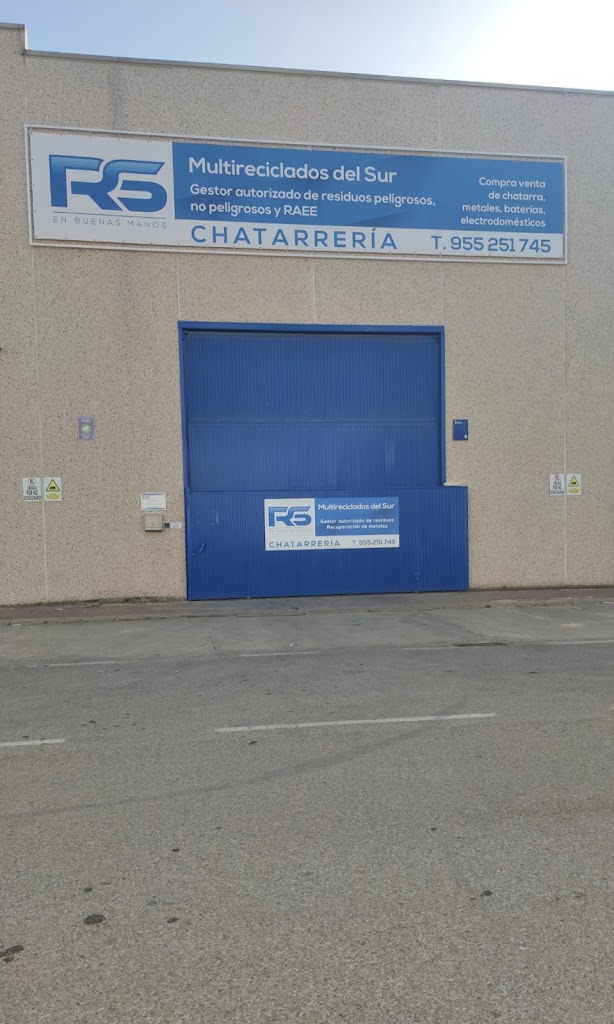 RS
EN BUENAS MANOS
Multireciclados del Sur
Gestor autorizado de residuos peligrosos,
no peligrosos y RAEE
Compra venta
de chatarra,
metales, baterías,
electrodomésticos
CHATARRERÍA
T. 955 251 745
RS
Multireciclados del Sur
Gestor autorizado de residuos
Recuperación de metales
CHATARRERÍA
T. 955 251 745